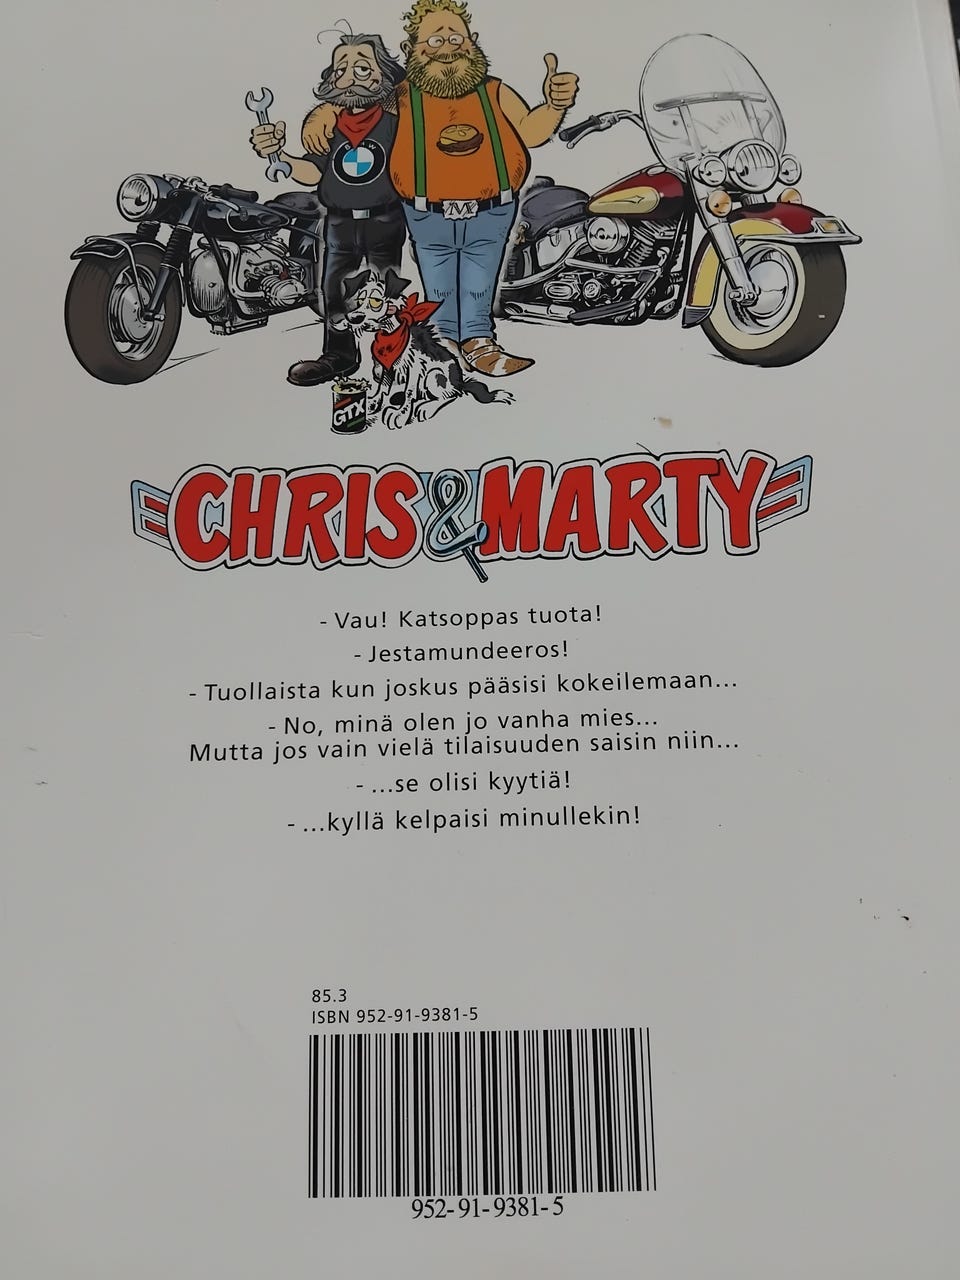 BMW
M
GTX
CHRIS & MARTY
- Vau! Katsoppas tuota!
- Jestamundeeros!
- Tuollaista kun joskus pääsisi kokeilemaan...
- No, minä olen jo vanha mies...
Mutta jos vain vielä tilaisuuden saisin niin...
- ...se olisi kyytiä!
- ...kyllä kelpaisi minullekin!
85.3
ISBN 952-91-9381-5
952-91-9381-5